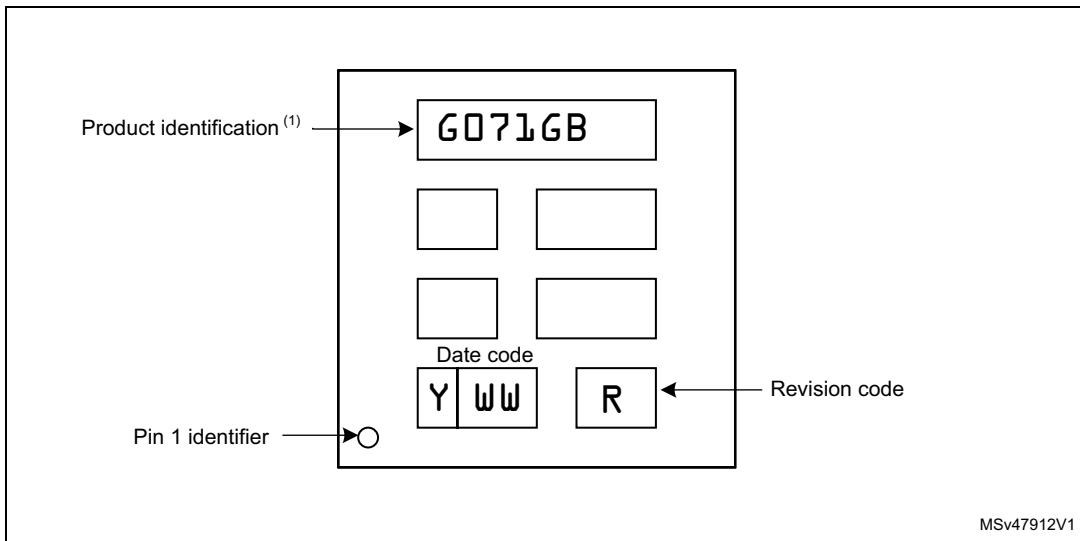 Product identification (1)
G071GB
Date code
Y WW
R
Revision code
Pin 1 identifier
MSv47912V1